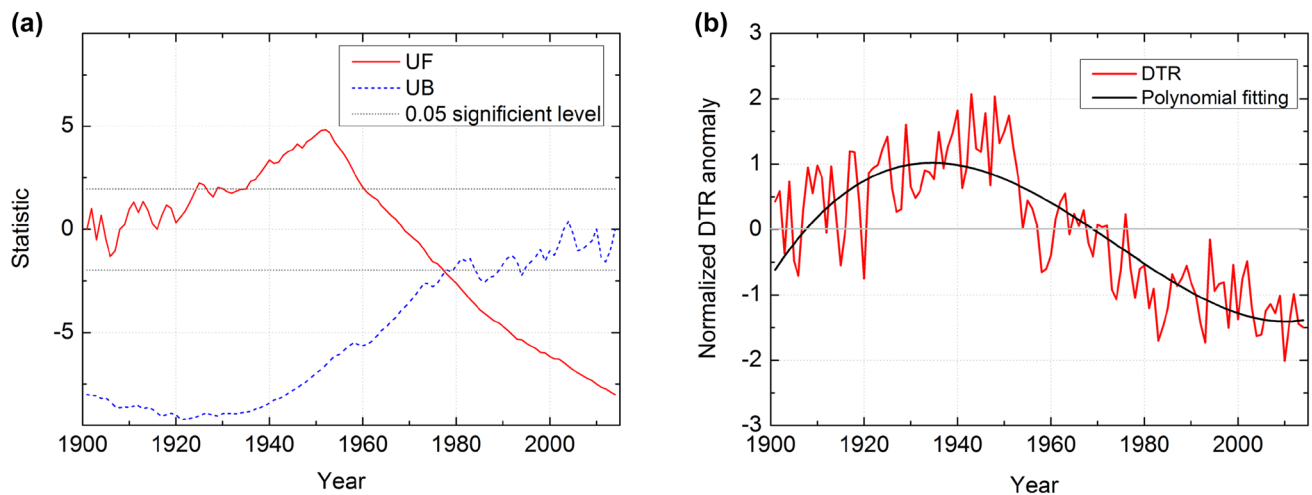 (a)
UF
UB
0.05 significient level
5
0
-5
Statistic
1900 1920 1940 1960 1980 2000
Year
(b)
DTR
Polynomial fitting
3
2
1
0
-1
-2
-3
Normalized DTR anomaly
1900 1920 1940 1960 1980 2000
Year